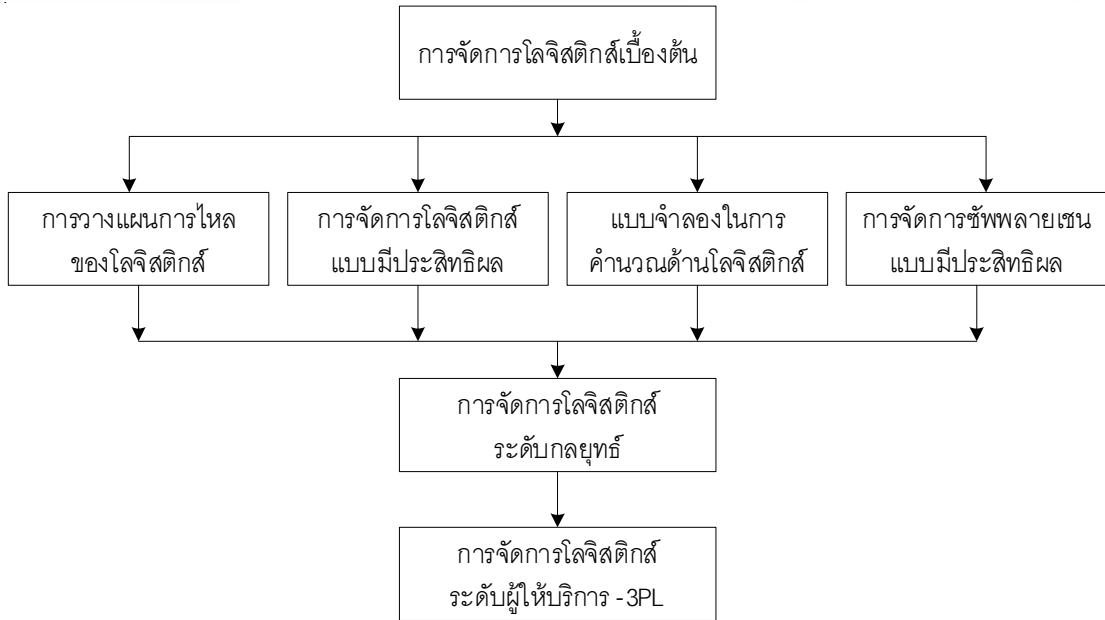 การจัดการโลจิสติกส์เบื้องต้น
การวางแผนการไหล
ของโลจิสติกส์
การจัดการโลจิสติกส์
แบบมีประสิทธิผล
แบบจำลองในการ
คำนวณด้านโลจิสติกส์
การจัดการซัพพลายเชน
แบบมีประสิทธิผล
การจัดการโลจิสติกส์
ระดับกลยุทธ์
การจัดการโลจิสติกส์
ระดับผู้ให้บริการ -3PL